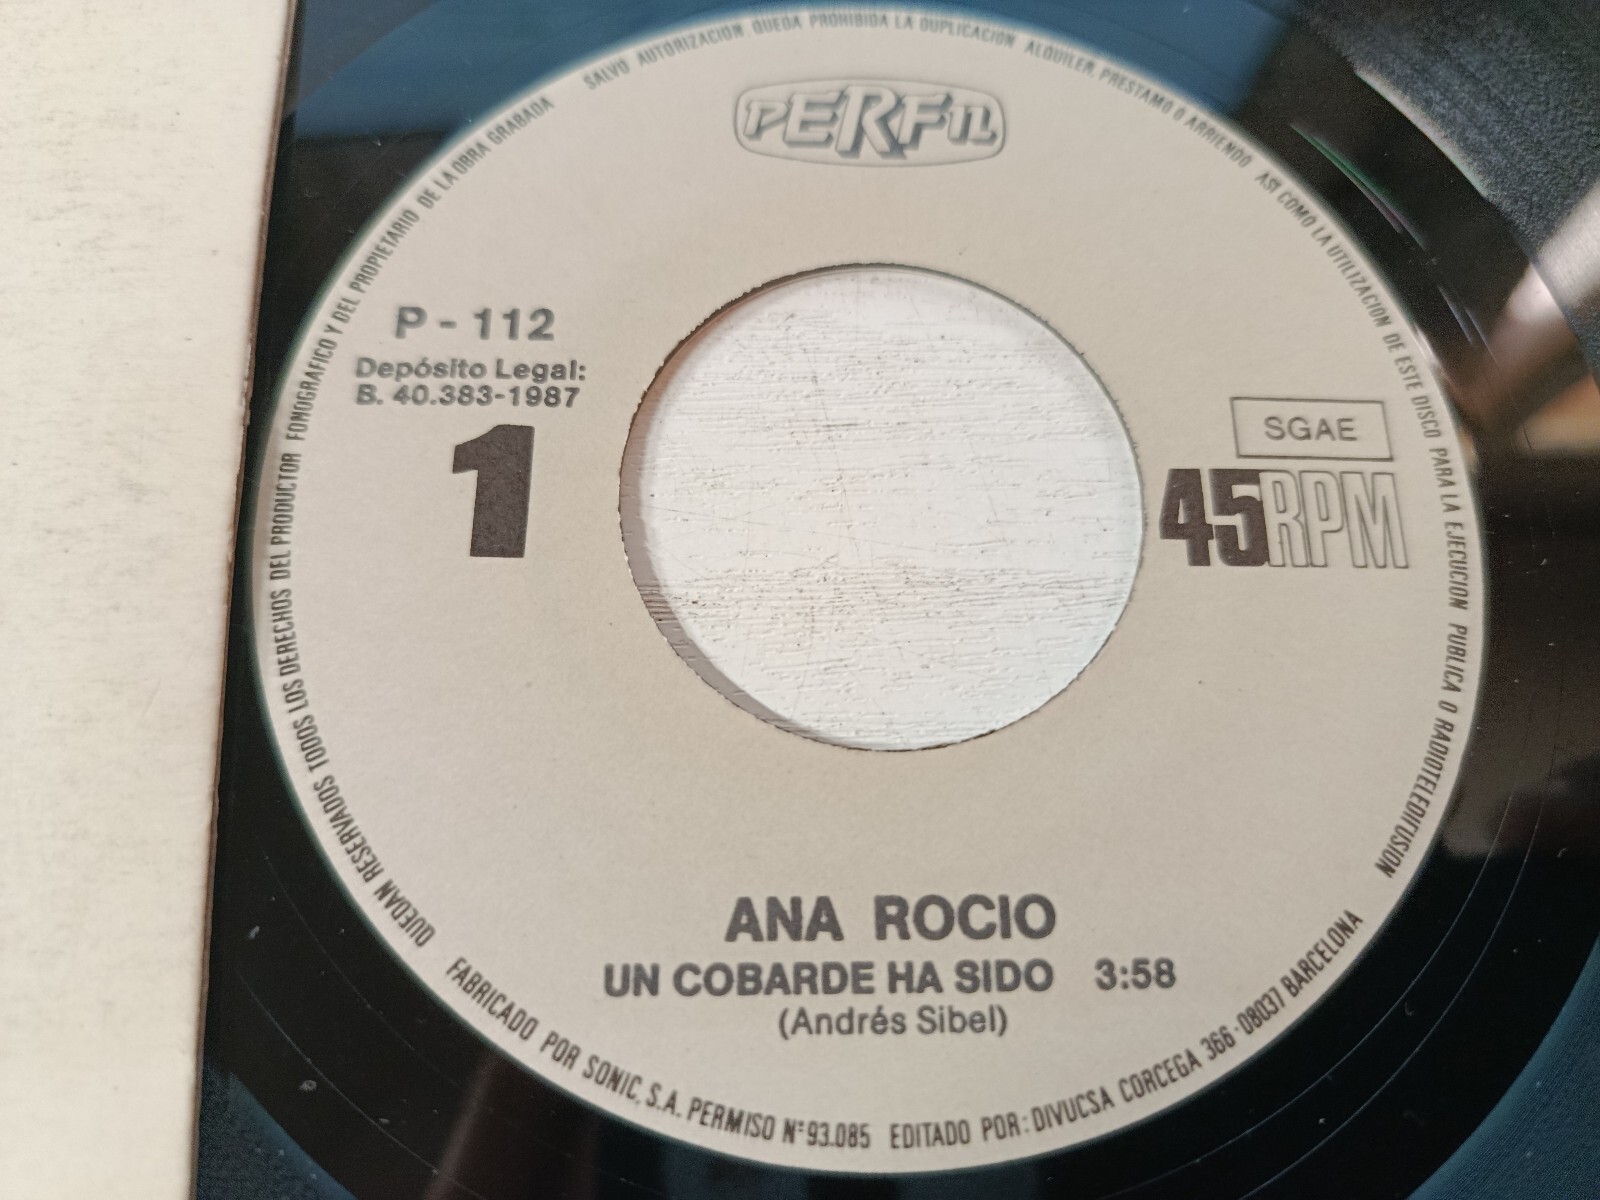 QUEDAN RESERVADOS TODOS LOS DERECHOS DEL PRODUCTOR FONOGRAFICO Y DEL PROPIETARIO DE LA OBRA GRABADA
SALVO AUTORIZACION, QUEDA PROHIBIDA LA DUPLICACIÓN ALQUILER, PRESTAMO O ARRIENDO ASI COMO LA UTILIZACION DE ESTE DISCO PARA LA EJECUCION PUBLICA O RADIOTELEDIFUSION
PERFIL
P - 112
Depósito Legal:
B. 40.383-1987
1
SGAE
45RPM
ANA ROCIO
UN COBARDE HA SIDO 3:58
(Andrés Sibel)
FABRICADO POR SONIC, S.A. PERMISO Nº 93.085 EDITADO POR: DIVUCSA CORCEGA 366 - 08037 BARCELONA